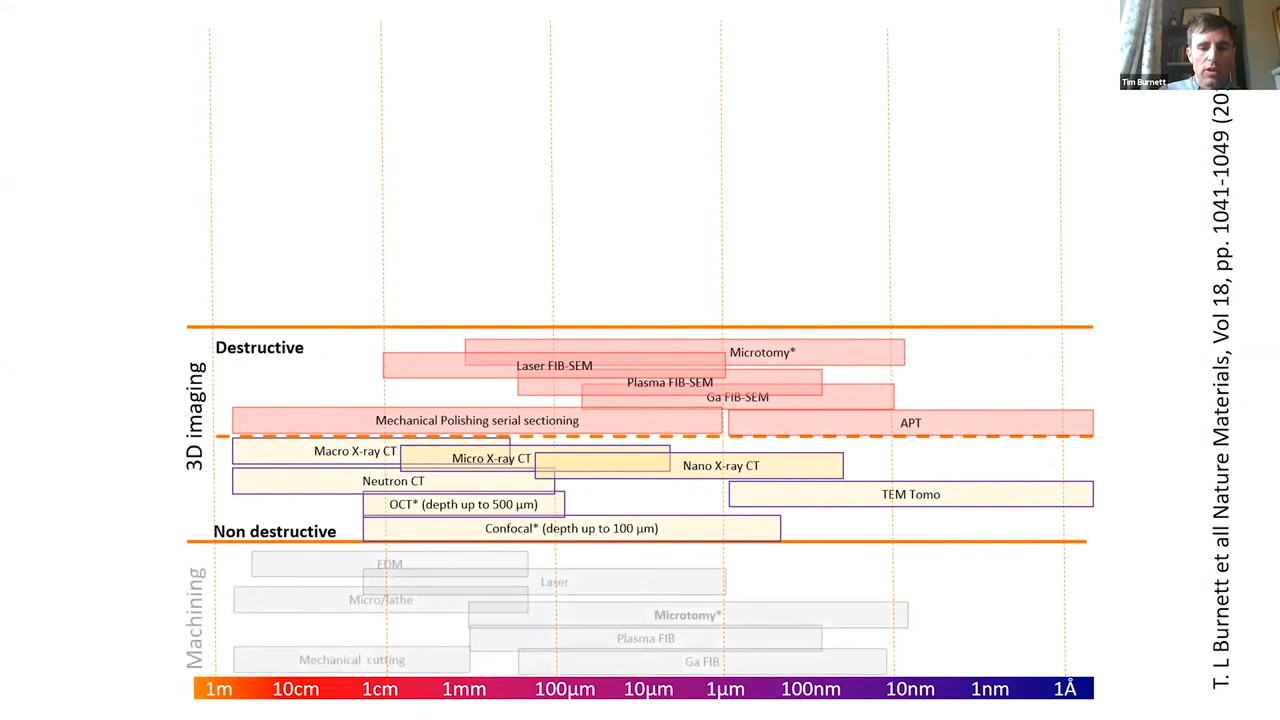 Tim Burnett
T. L Burnett et all Nature Materials, Vol 18, pp. 1041-1049 (20
3D imaging
Destructive
Microtomy*
Laser FIB-SEM
Plasma FIB-SEM
Ga FIB-SEM
Mechanical Polishing serial sectioning
APT
Macro X-ray CT
Micro X-ray CT
Nano X-ray CT
Neutron CT
TEM Tomo
OCT* (depth up to 500 µm)
Confocal* (depth up to 100 µm)
Non destructive
Machining
EDM
Laser
Micro/lathe
Microtomy*
Plasma FIB
Mechanical cutting
Ga FIB
1m 10cm 1cm 1mm 100µm 10µm 1µm 100nm 10nm 1nm 1Å